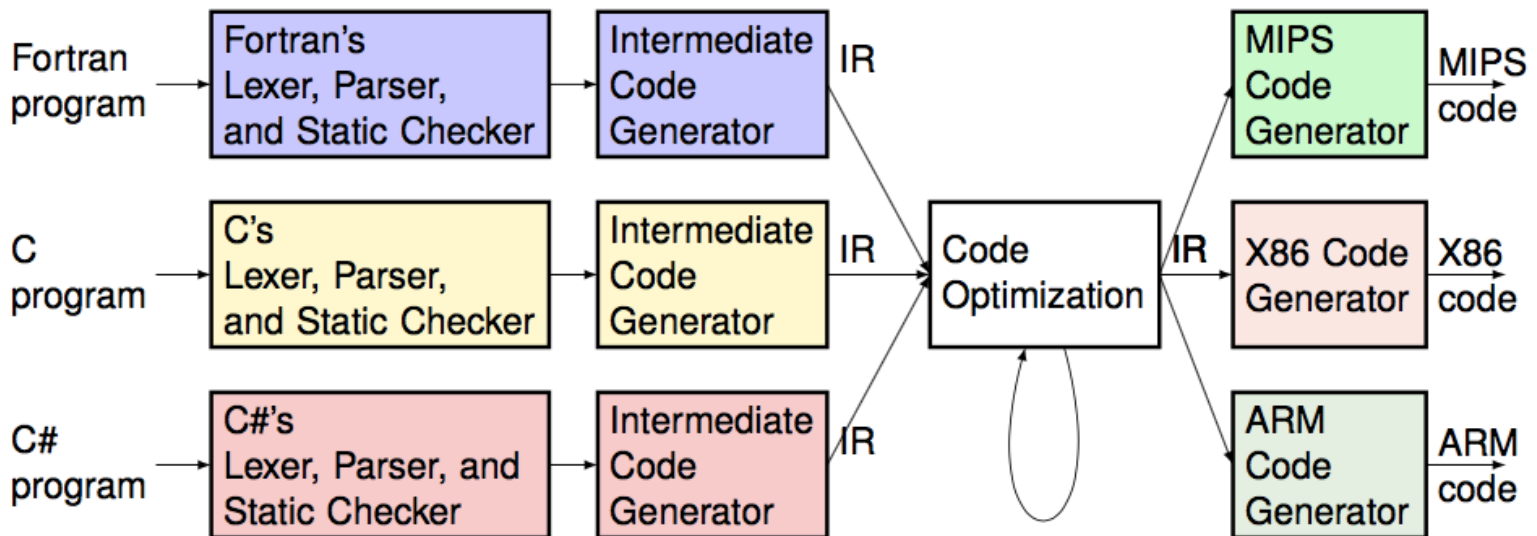 Fortran
program
Fortran's
Lexer, Parser,
and Static Checker
Intermediate
Code
Generator
IR
C
program
C's
Lexer, Parser,
and Static Checker
Intermediate
Code
Generator
IR
C#
program
C#'s
Lexer, Parser, and
Static Checker
Intermediate
Code
Generator
IR
Code
Optimization
IR
MIPS
Code
Generator
MIPS
code
X86 Code
Generator
X86
code
ARM
Code
Generator
ARM
code